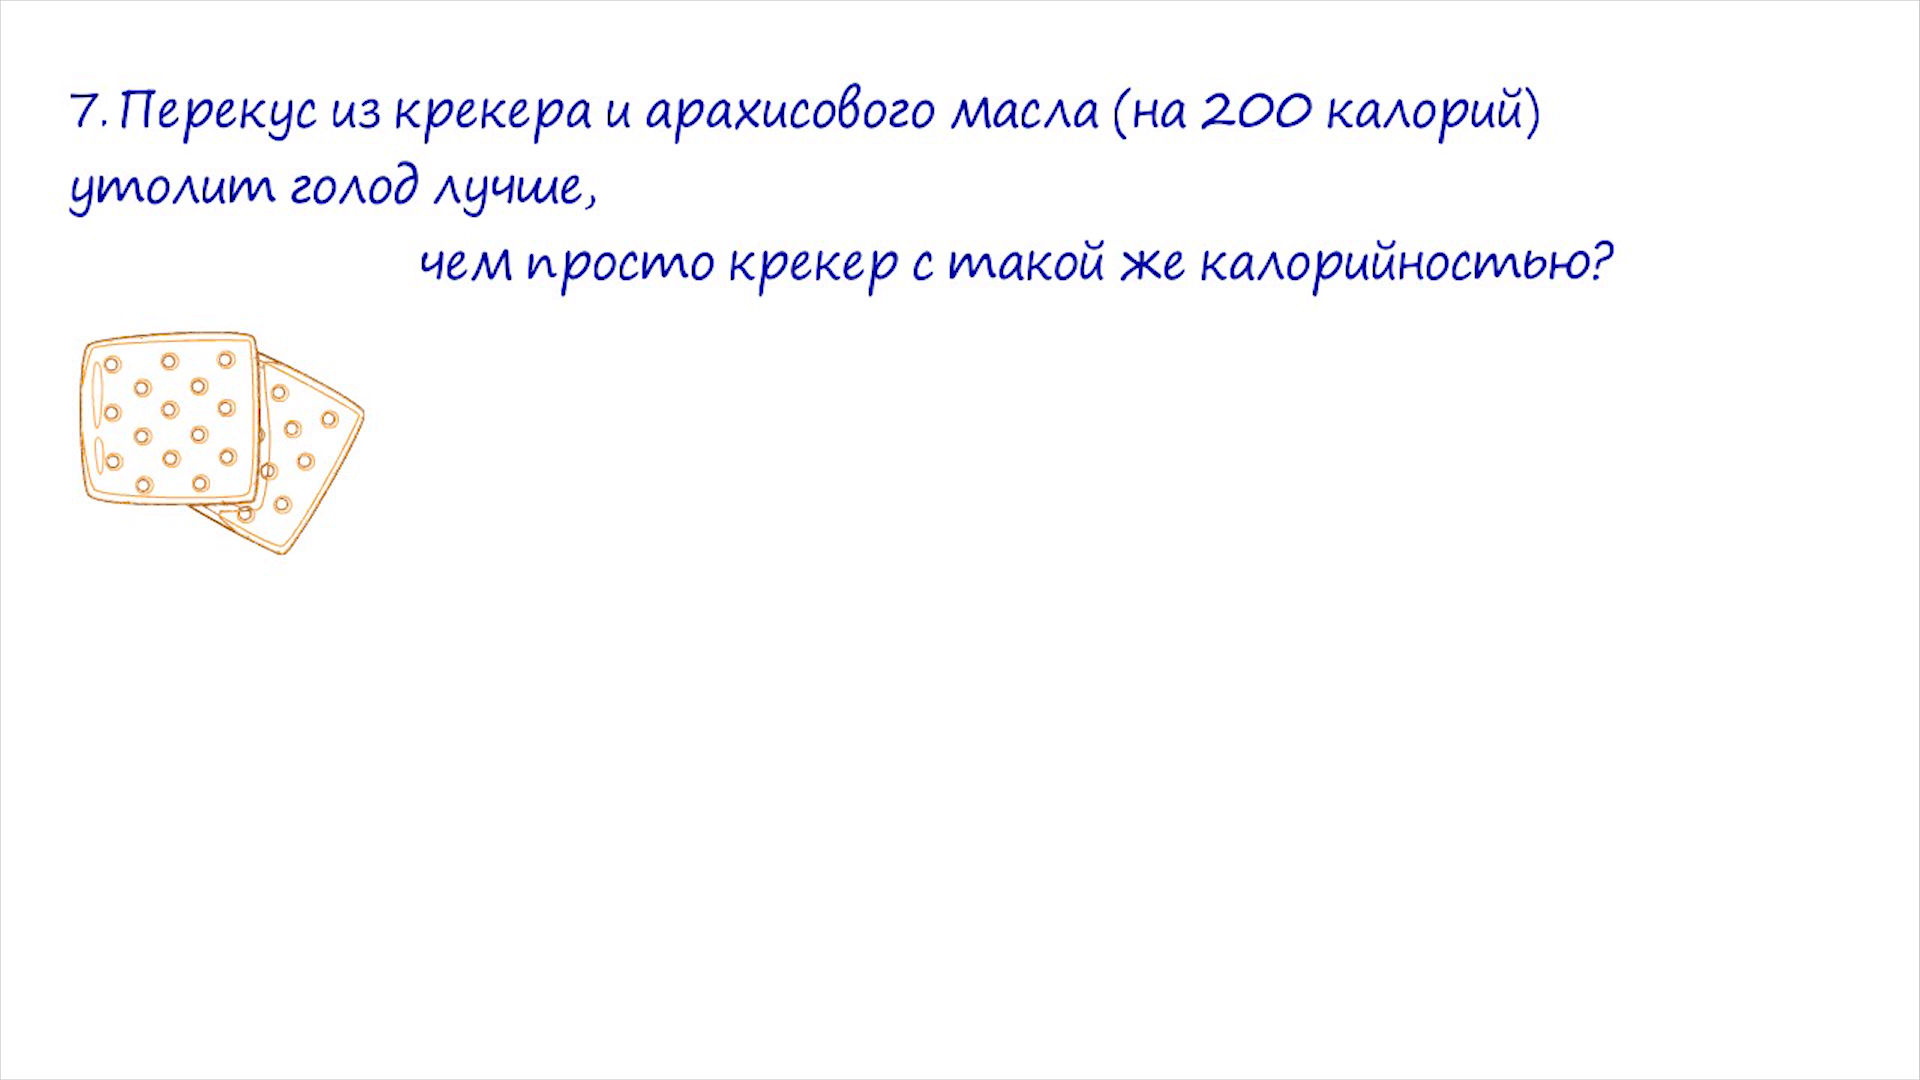 7. Перекус из крекера и арахисового масла (на 200 калорий)
утолит голод лучше,
чем просто крекер с такой же калорийностью?